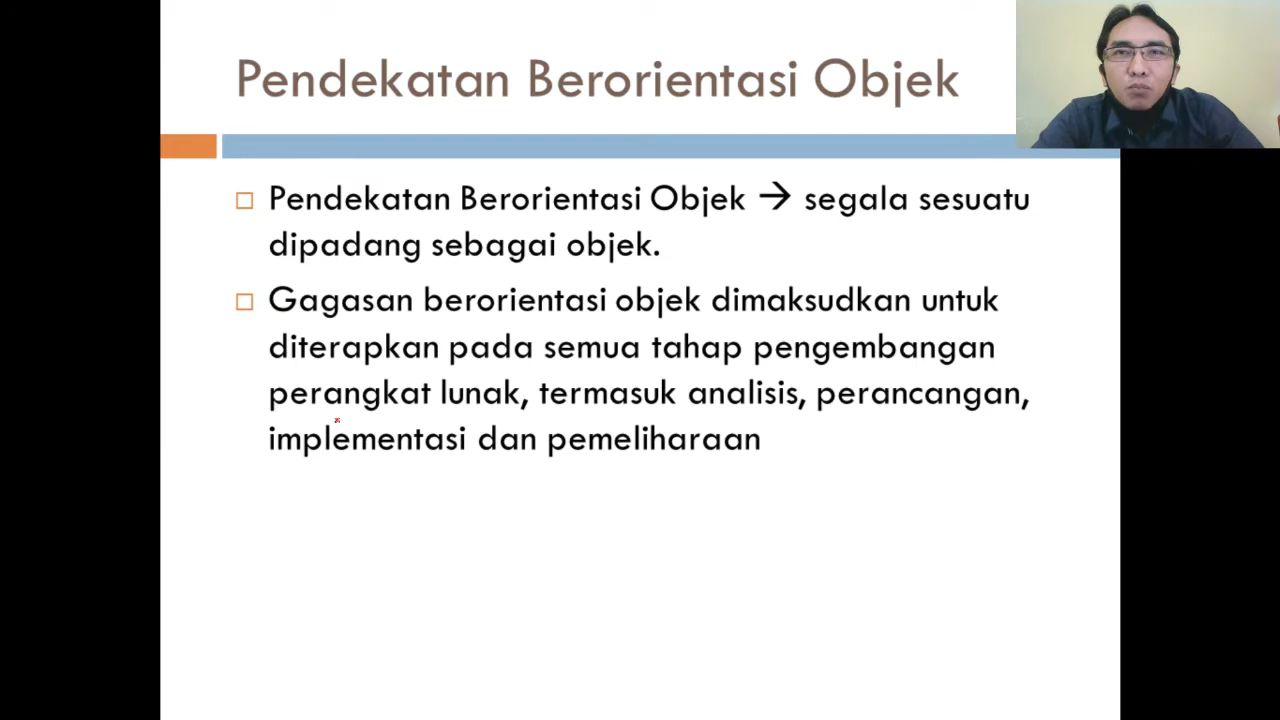 Pendekatan Berorientasi Objek
Pendekatan Berorientasi Objek → segala sesuatu
dipadang sebagai objek.
Gagasan berorientasi objek dimaksudkan untuk
diterapkan pada semua tahap pengembangan
perangkat lunak, termasuk analisis, perancangan,
implementasi dan pemeliharaan